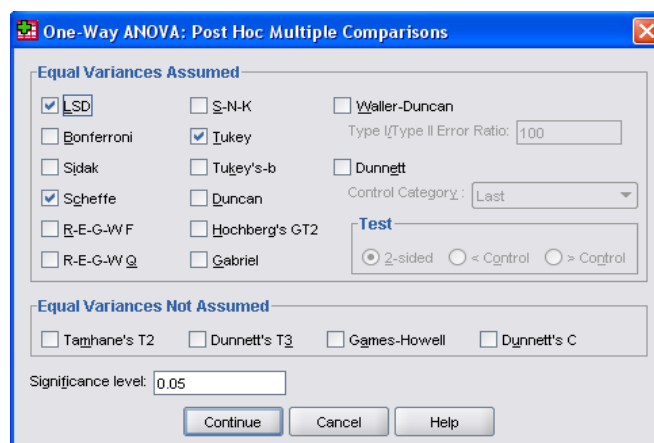 One-Way ANOVA: Post Hoc Multiple Comparisons
Equal Variances Assumed
LSD
S-N-K
Waller-Duncan
Bonferroni
Tukey
Type I/Type II Error Ratio: 100
Sidak
Tukey's-b
Dunnett
Scheffe
Duncan
Control Category: Last
R-E-G-W F
Hochberg's GT2
Test
R-E-G-W Q
Gabriel
2-sided
< Control
> Control
Equal Variances Not Assumed
Tamhane's T2
Dunnett's T3
Games-Howell
Dunnett's C
Significance level: 0.05
Continue
Cancel
Help